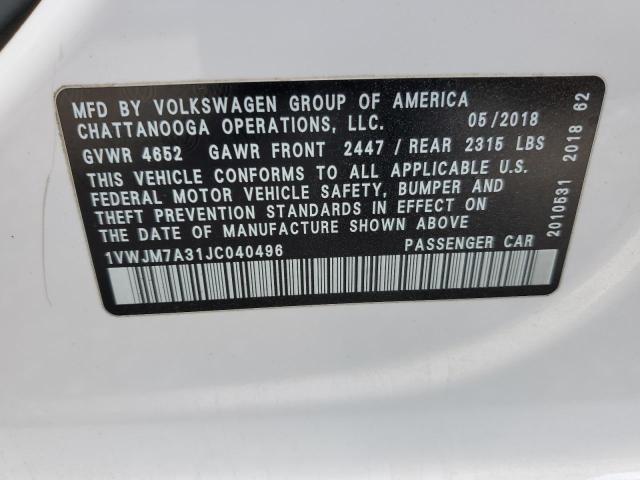 MFD BY VOLKSWAGEN GROUP OF AMERICA
CHATTANOOGA OPERATIONS, LLC. 05/2018
GVWR 4652 GAWR FRONT 2447 / REAR 2315 LBS
THIS VEHICLE CONFORMS TO ALL APPLICABLE U.S.
FEDERAL MOTOR VEHICLE SAFETY, BUMPER AND
THEFT PREVENTION STANDARDS IN EFFECT ON
THE DATE OF MANUFACTURE SHOWN ABOVE
1VWJM7A31JC040496 PASSENGER CAR
2010531 2018 62